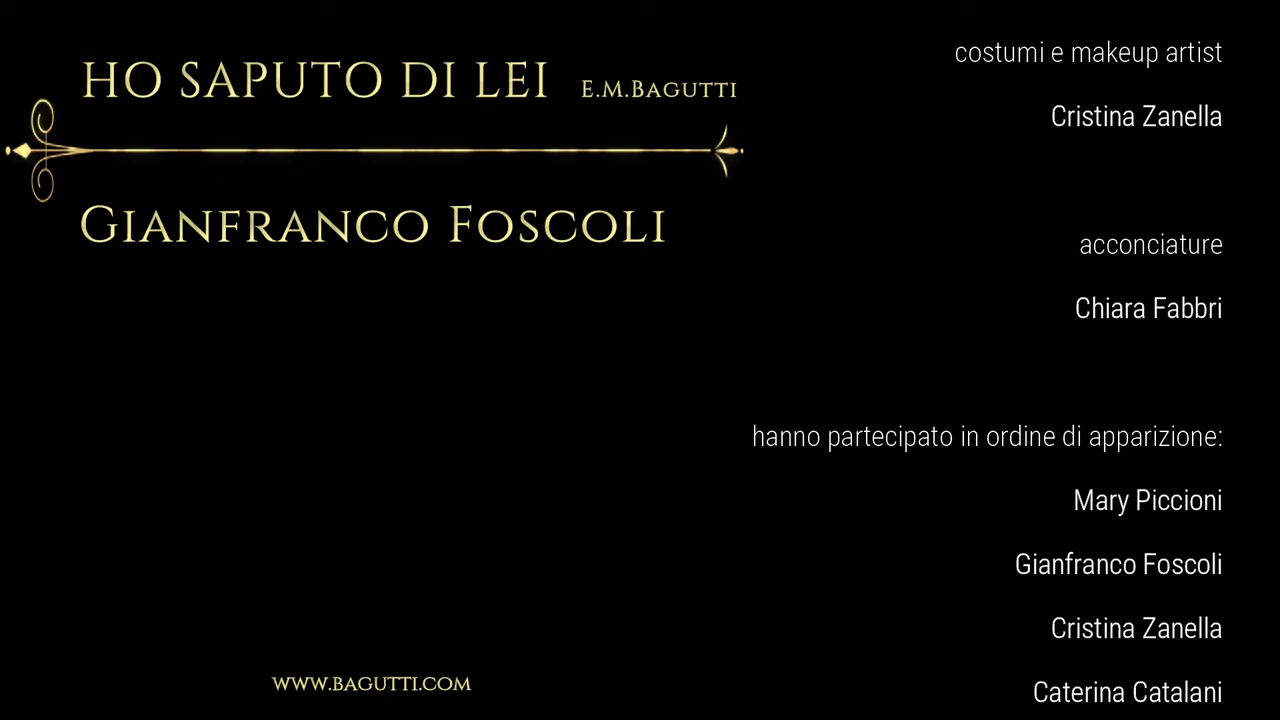 HO SAPUTO DI LEI E.M.BAGUTTI
GIANFRANCO FOSCOLI
WWW.BAGUTTI.COM
costumi e makeup artist
Cristina Zanella
acconciature
Chiara Fabbri
hanno partecipato in ordine di apparizione:
Mary Piccioni
Gianfranco Foscoli
Cristina Zanella
Caterina Catalani